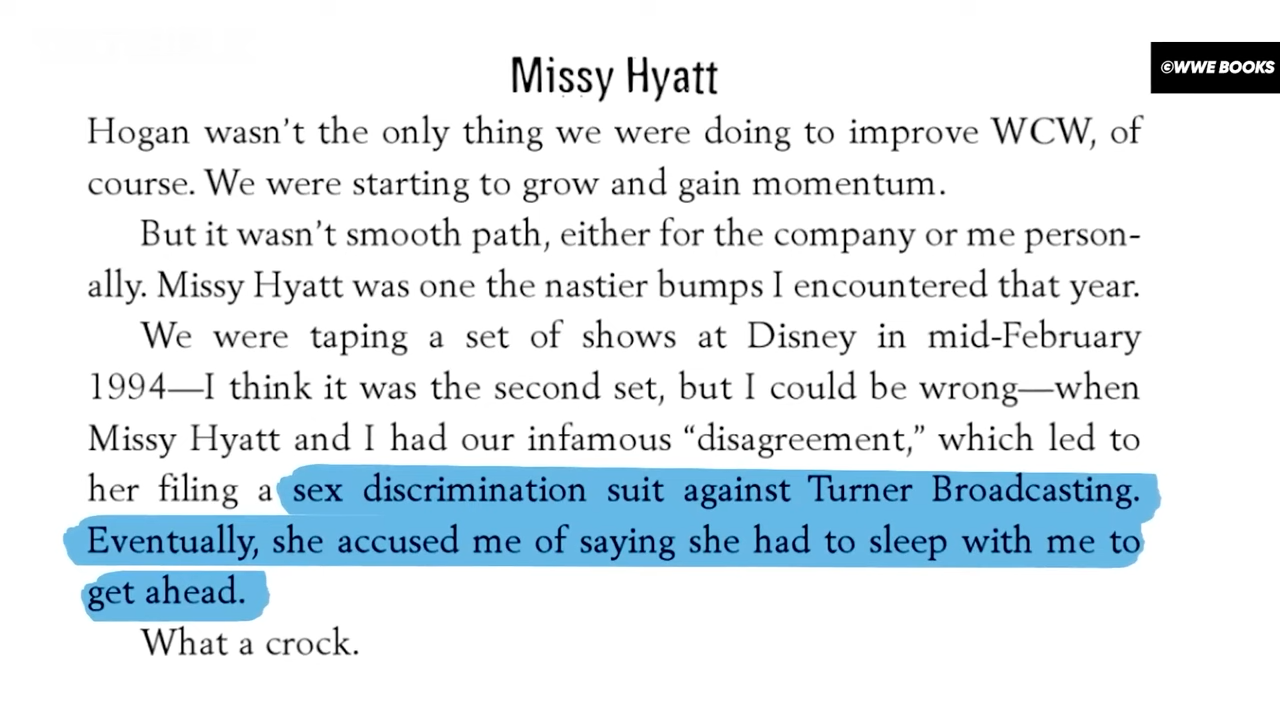 Missy Hyatt
©WWE BOOKS
Hogan wasn't the only thing we were doing to improve WCW, of
course. We were starting to grow and gain momentum.
But it wasn't smooth path, either for the company or me person-
ally. Missy Hyatt was one the nastier bumps I encountered that year.
We were taping a set of shows at Disney in mid-February
1994—I think it was the second set, but I could be wrong—when
Missy Hyatt and I had our infamous “disagreement,” which led to
her filing a sex discrimination suit against Turner Broadcasting.
Eventually, she accused me of saying she had to sleep with me to
get ahead.
What a crock.